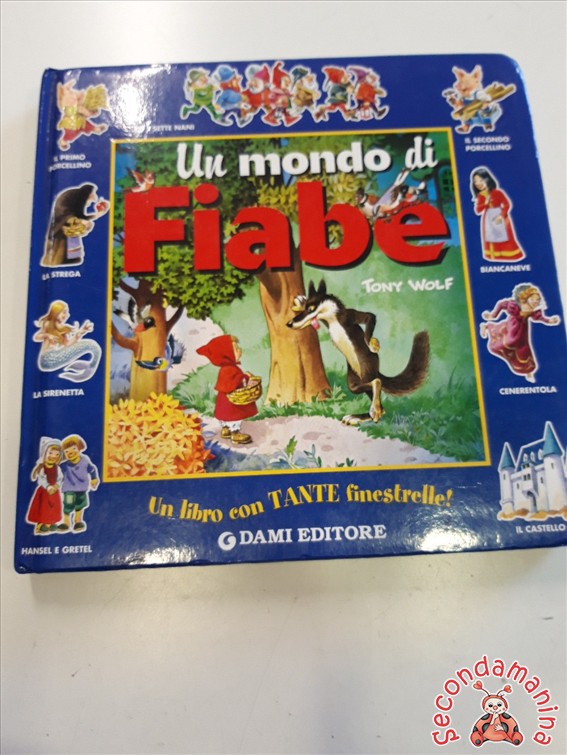 I SETTE NANI
IL PRIMO
PORCELLINO
IL SECONDO
PORCELLINO
Un mondo di
Fiabe
TONY WOLF
LA STREGA
BIANCANEVE
LA SIRENETTA
CENERENTOLA
HANSEL E GRETEL
IL CASTELLO
Un libro con TANTE finestrelle!
DAMI EDITORE
Secondamanina